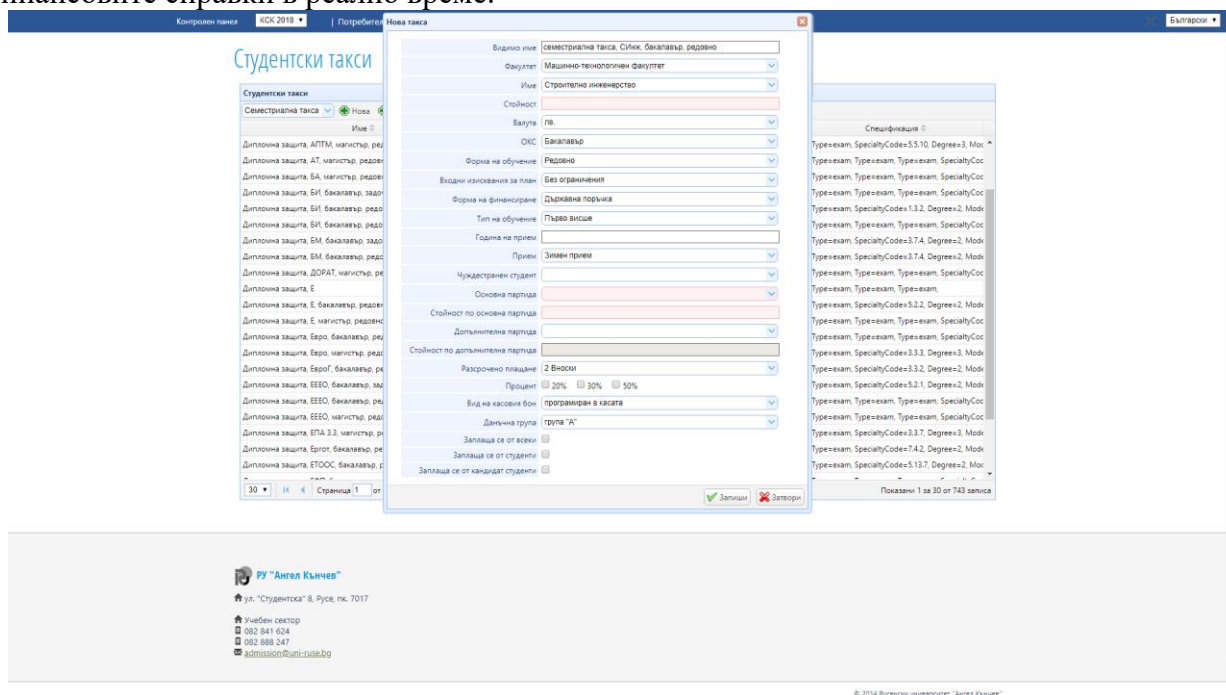 финансовите справки в реално време.
Контролен панел КСК 2018 | Потребител Български
Студентски такси
Студентски такси
Семестриална такса Нова
Име Спецификация
Дипломна защита, АПТМ, магистър, ред Type=exam, SpecialtyCode=5.5.10, Degree=3, Moc
Дипломна защита, АТ, магистър, редов Type=exam, Type=exam, Type=exam, SpecialtyCoc
Дипломна защита, БА, магистър, редов Type=exam, Type=exam, Type=exam, SpecialtyCoc
Дипломна защита, БИ, бакалавър, задо Type=exam, Type=exam, Type=exam, SpecialtyCoc
Дипломна защита, БИ, бакалавър, редо Type=exam, SpecialtyCode=1.3.2, Degree=2, Mode
Дипломна защита, БИ, бакалавър, редо Type=exam, Type=exam, Type=exam, SpecialtyCoc
Дипломна защита, БМ, бакалавър, задо Type=exam, SpecialtyCode=3.7.4, Degree=2, Mode
Дипломна защита, БМ, бакалавър, редо Type=exam, SpecialtyCode=3.7.4, Degree=2, Mode
Дипломна защита, ДОРАТ, магистър, ре Type=exam, Type=exam, Type=exam, SpecialtyCoc
Дипломна защита, Е Type=exam, Type=exam, Type=exam,
Дипломна защита, Е, бакалавър, редов Type=exam, SpecialtyCode=5.2.2, Degree=2, Mode
Дипломна защита, Е, магистър, редовно Type=exam, Type=exam, Type=exam, SpecialtyCoc
Дипломна защита, Евро, бакалавър, ред Type=exam, Type=exam, Type=exam, SpecialtyCoc
Дипломна защита, Евро, магистър, редо Type=exam, SpecialtyCode=3.3.3, Degree=3, Mode
Дипломна защита, ЕвроГ, бакалавър, ре Type=exam, SpecialtyCode=3.3.2, Degree=2, Mode
Дипломна защита, ЕЕЕО, бакалавър, зад Type=exam, SpecialtyCode=5.2.1, Degree=2, Mode
Дипломна защита, ЕЕЕО, бакалавър, ред Type=exam, Type=exam, Type=exam, SpecialtyCoc
Дипломна защита, ЕЕЕО, магистър, редо Type=exam, Type=exam, Type=exam, SpecialtyCoc
Дипломна защита, ЕПА 3.3, магистър, р Type=exam, SpecialtyCode=3.3.7, Degree=3, Mode
Дипломна защита, Ергот, бакалавър, ре Type=exam, SpecialtyCode=7.4.2, Degree=2, Mode
Дипломна защита, ЕТООС, бакалавър, р Type=exam, SpecialtyCode=5.13.7, Degree=2, Moc
30 Страница 1 от Показани 1 за 30 от 743 записа
Нова такса
Видимо име семестриална такса, СИнж, бакалавър, редовно
Факултет Машинно-технологичен факултет
Име Строително инженерство
Стойност
Валута лв.
ОКС Бакалавър
Форма на обучение Редовно
Входни изисквания за план Без ограничения
Форма на финансиране Държавна поръчка
Тип на обучение Първо висше
Година на прием
Прием Зимен прием
Чуждестранен студент
Основна партида
Стойност по основна партида
Допълнителна партида
Стойност по допълнителна партида
Разсрочено плащане 2 Вноски
Процент 20% 30% 50%
Вид на касовия бон програмиран в касата
Данъчна група група "А"
Заплаща се от всеки
Заплаща се от студенти
Заплаща се от кандидат студенти
Запиши Затвори
РУ "Ангел Кънчев"
ул. "Студентска" 8, Русе, пк. 7017
Учебен сектор
082 841 624
082 888 247
admission@uni-ruse.bg
© 2014 Русенски университет "Ангел Кънчев"